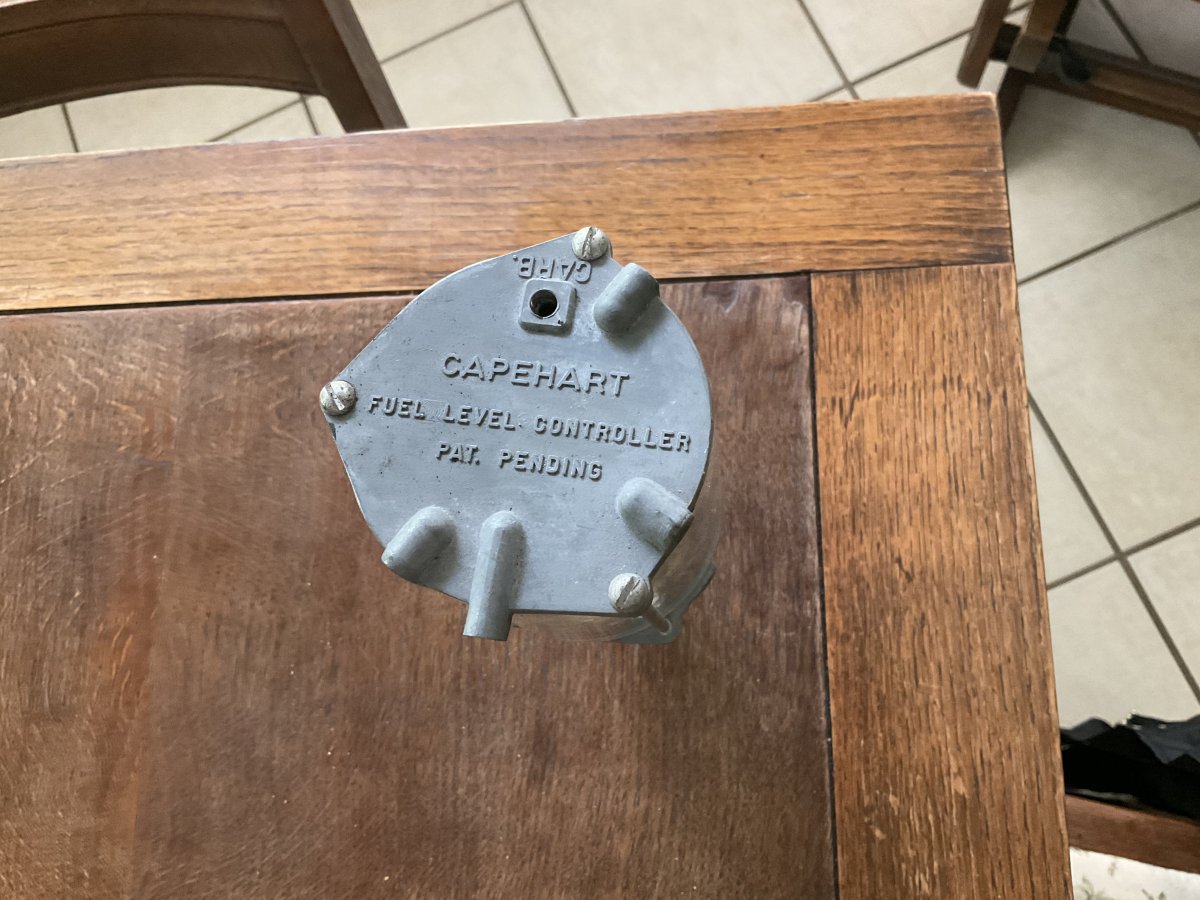 CARB.
CAPEHART
FUEL LEVEL CONTROLLER
PAT. PENDING